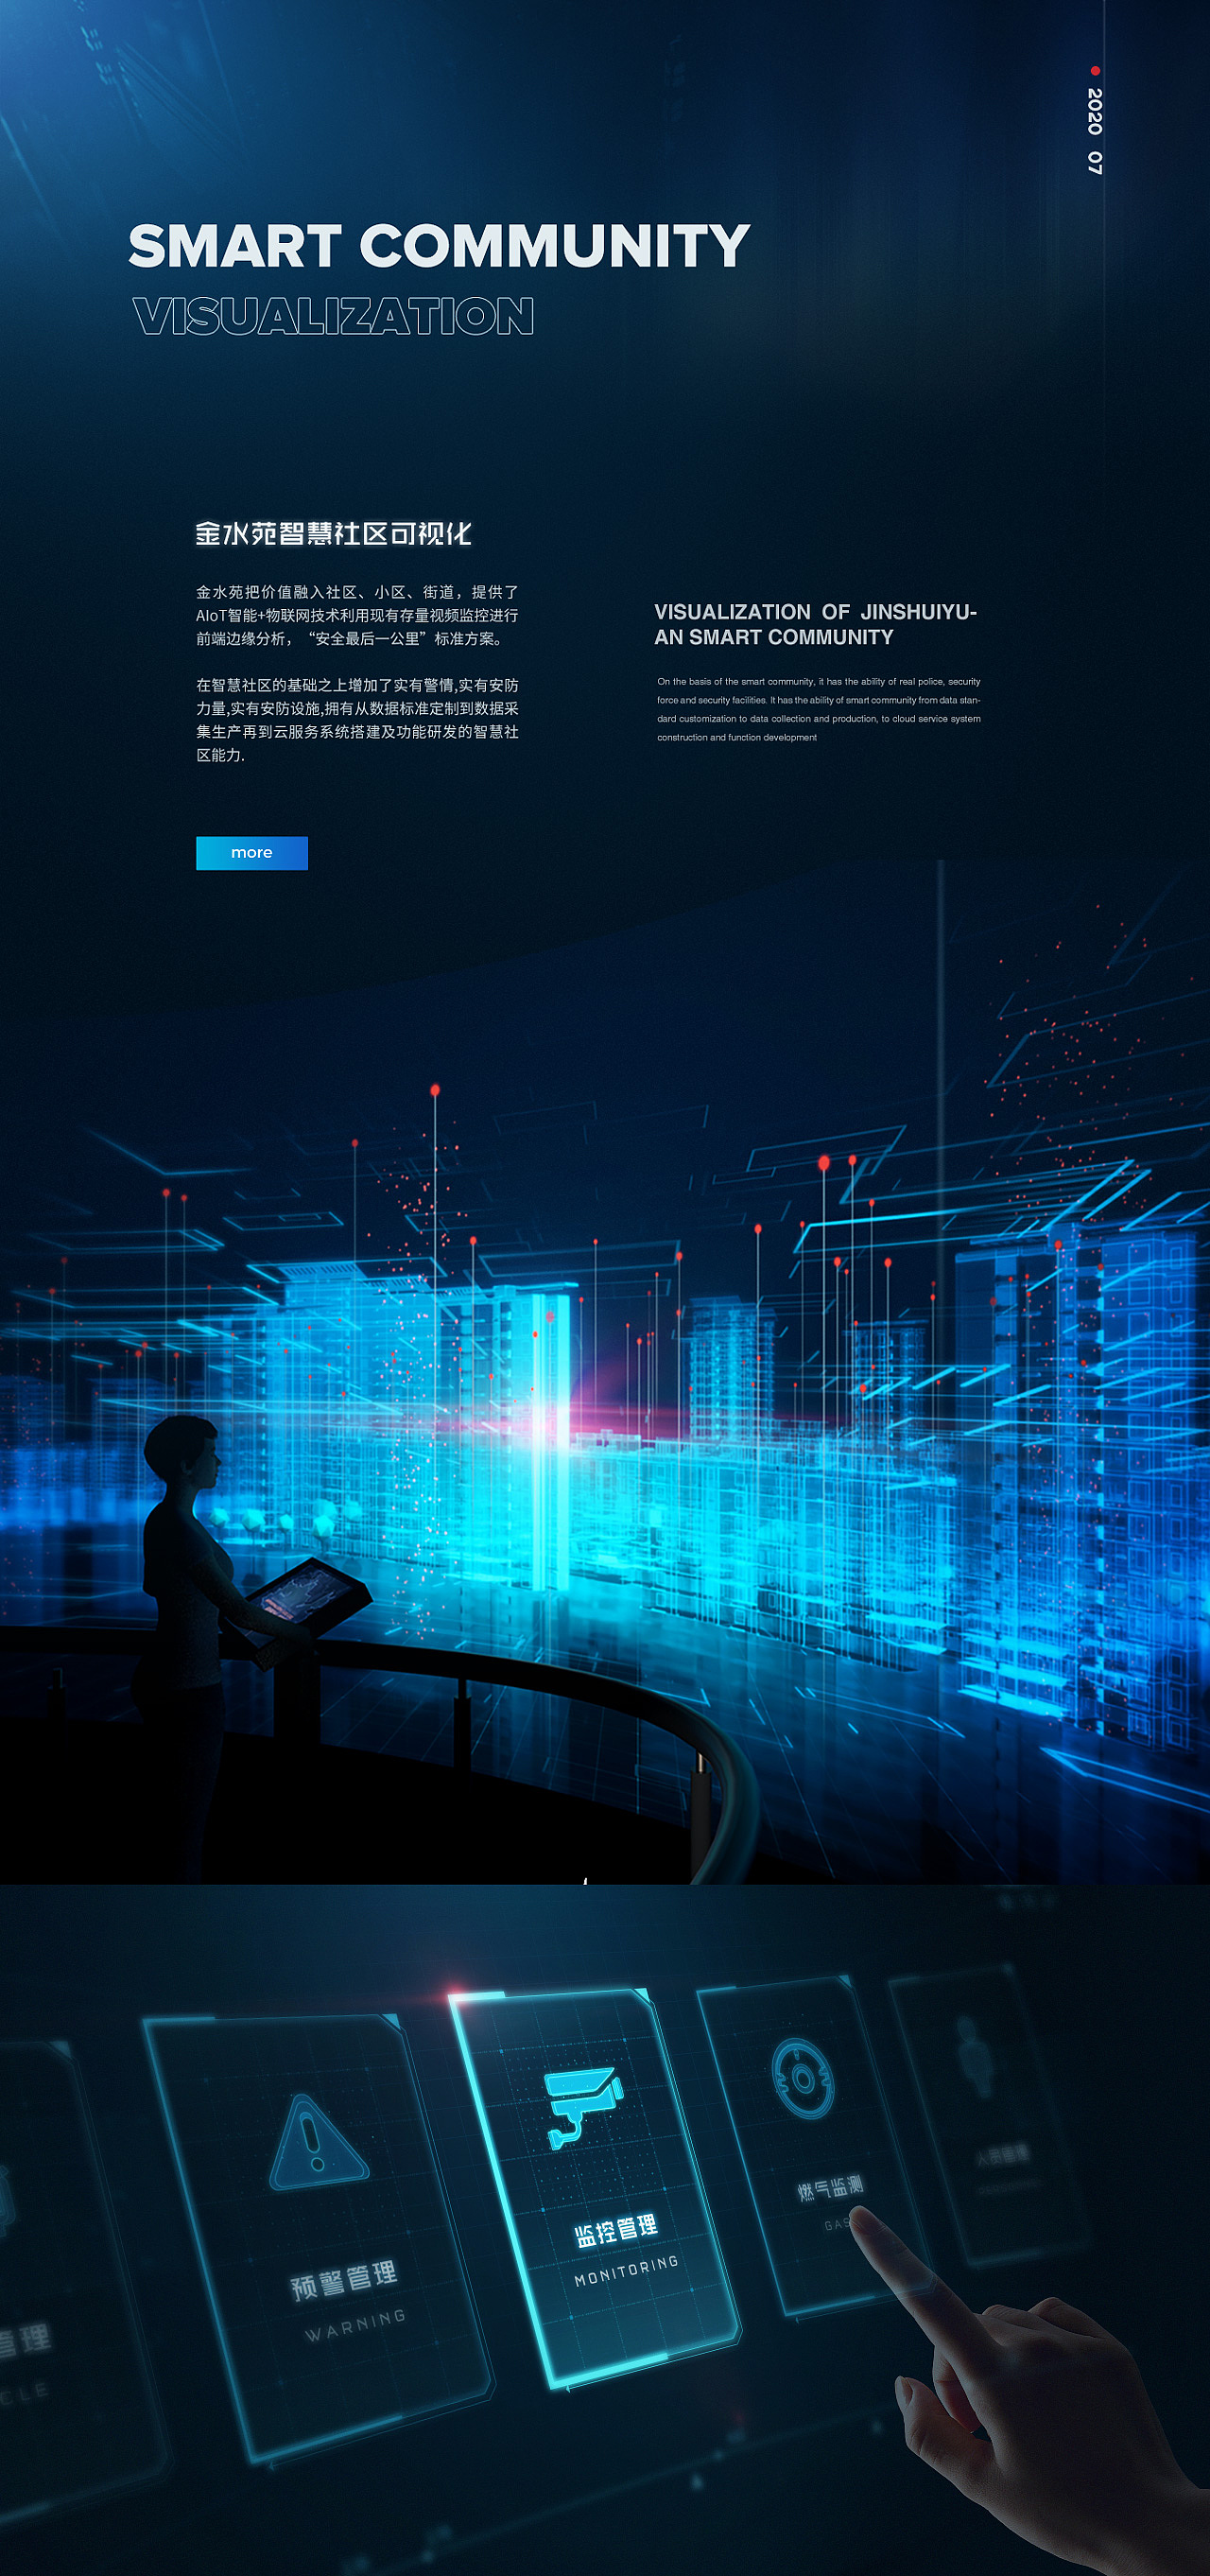 2020 07
SMART COMMUNITY
VISUALIZATION
金水苑智慧社区可视化
金水苑把价值融入社区、小区、街道，提供了
AIoT智能+物联网技术利用现有存量视频监控进行
前端边缘分析，“安全最后一公里”标准方案。
在智慧社区的基础之上增加了实有警情,实有安防
力量,实有安防设施,拥有从数据标准定制到数据采
集生产再到云服务系统搭建及功能研发的智慧社
区能力.
VISUALIZATION OF JINSHUIYU-
AN SMART COMMUNITY
On the basis of the smart community, it has the ability of real police, security
force and security facilities. It has the ability of smart community from data stan-
dard customization to data collection and production, to cloud service system
construction and function development
more
管理
CLE
预警管理
WARNING
监控管理
MONITORING
燃气监测
GAS
人员管理